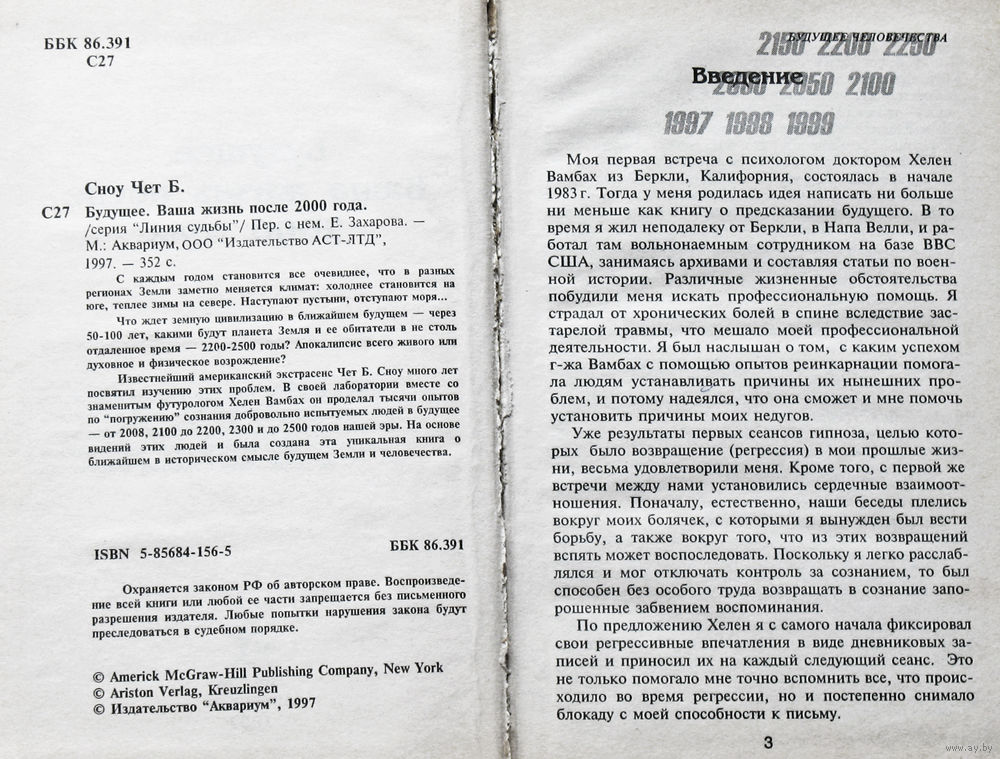 ББК 86.391
С27
Сноу Чет Б.
С27 Будущее. Ваша жизнь после 2000 года.
/серия "Линия судьбы"/ Пер. с нем. Е. Захарова. —
М.: Аквариум, ООО "Издательство АСТ-ЛТД",
1997. — 352 с.
С каждым годом становится все очевиднее, что в разных
регионах Земли заметно меняется климат: холоднее становится на
юге, теплее зимы на севере. Наступают пустыни, отступают моря...
Что ждет земную цивилизацию в ближайшем будущем — через
50-100 лет, какими будут планета Земля и ее обитатели в не столь
отдаленное время — 2200-2500 годы? Апокалипсис всего живого или
духовное и физическое возрождение?
Известнейший американский экстрасенс Чет Б. Сноу много лет
посвятил изучению этих проблем. В своей лаборатории вместе со
знаменитым футурологом Хелен Вамбах он проделал тысячи опытов
по "погружению" сознания добровольно испытуемых людей в будущее
— от 2008, 2100 до 2200, 2300 и до 2500 годов нашей эры. На основе
видений этих людей и была создана эта уникальная книга о
ближайшем в историческом смысле будущем Земли и человечества.
ISBN 5-85684-156-5 ББК 86.391
Охраняется законом РФ об авторском праве. Воспроизведе-
ние всей книги или любой ее части запрещается без письменного
разрешения издателя. Любые попытки нарушения закона будут
преследоваться в судебном порядке.
© Americk McGraw-Hill Publishing Company, New York
© Ariston Verlag, Kreuzlingen
© Издательство "Аквариум", 1997
БУДУЩЕЕ ЧЕЛОВЕЧЕСТВА
2150 2200 2250
Введение
2050 2100
1997 1998 1999
Моя первая встреча с психологом доктором Хелен
Вамбах из Беркли, Калифорния, состоялась в начале
1983 г. Тогда у меня родилась идея написать ни больше
ни меньше как книгу о предсказании будущего. В то
время я жил неподалеку от Беркли, в Напа Велли, и ра-
ботал там вольнонаемным сотрудником на базе ВВС
США, занимаясь архивами и составляя статьи по воен-
ной истории. Различные жизненные обстоятельства
побудили меня искать профессиональную помощь. Я
страдал от хронических болей в спине вследствие зас-
тарелой травмы, что мешало моей профессиональной
деятельности. Я был наслышан о том, с каким успехом
г-жа Вамбах с помощью опытов реинкарнации помога-
ла людям устанавливать причины их нынешних про-
блем, и потому надеялся, что она сможет и мне помочь
установить причины моих недугов.
Уже результаты первых сеансов гипноза, целью кото-
рых было возвращение (регрессия) в мои прошлые жиз-
ни, весьма удовлетворили меня. Кроме того, с первой же
встречи между нами установились сердечные взаимоот-
ношения. Поначалу, естественно, наши беседы плелись
вокруг моих болячек, с которыми я вынужден был вести
борьбу, а также вокруг того, что из этих возвращений
вспять может воспоследовать. Поскольку я легко расслаб-
лялся и мог отключать контроль за сознанием, то был
способен без особого труда возвращать в сознание запо-
рошенные забвением воспоминания.
По предложению Хелен я с самого начала фиксировал
свои регрессивные впечатления в виде дневниковых за-
писей и приносил их на каждый следующий сеанс. Это
не только помогало мне точно вспомнить все, что проис-
ходило во время регрессии, но и постепенно снимало
блокаду с моей способности к письму.
3
www.ay.by